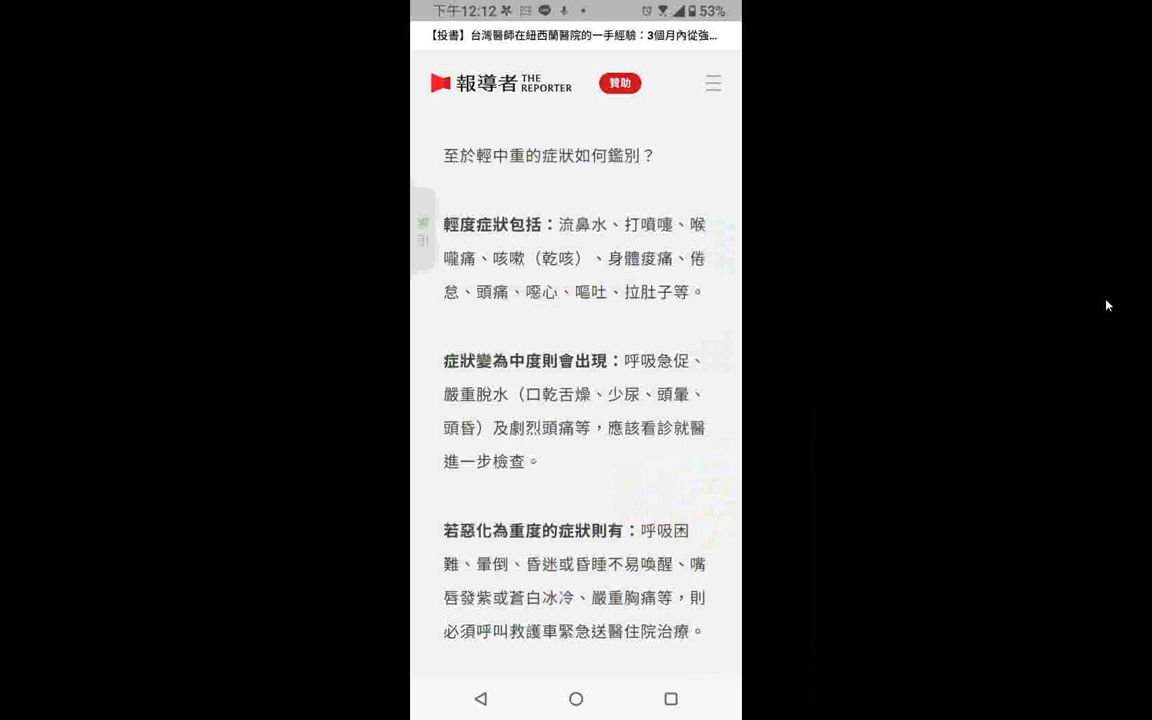 下午12:12
53%
【投書】台灣醫師在紐西蘭醫院的一手經驗：3個月內從強...
報導者 THE REPORTER
贊助
至於輕中重的症狀如何鑑別？
輕度症狀包括：流鼻水、打噴嚏、喉
嚨痛、咳嗽（乾咳）、身體痠痛、倦
怠、頭痛、噁心、嘔吐、拉肚子等。
症狀變為中度則會出現：呼吸急促、
嚴重脫水（口乾舌燥、少尿、頭暈、
頭昏）及劇烈頭痛等，應該看診就醫
進一步檢查。
若惡化為重度的症狀則有：呼吸困
難、暈倒、昏迷或昏睡不易喚醒、嘴
唇發紫或蒼白冰冷、嚴重胸痛等，則
必須呼叫救護車緊急送醫住院治療。